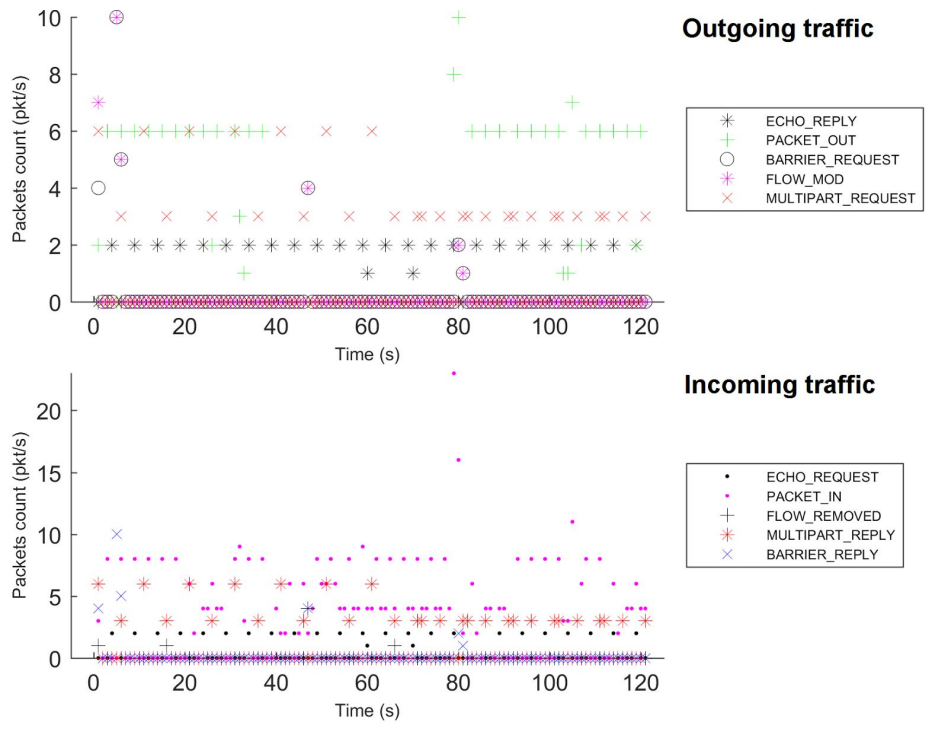 Outgoing traffic
Packets count (pkt/s)
10
8
6
4
2
0
0 20 40 60 80 100 120
Time (s)
ECHO_REPLY
PACKET_OUT
BARRIER_REQUEST
FLOW_MOD
MULTIPART_REQUEST
Incoming traffic
Packets count (pkt/s)
20
15
10
5
0
0 20 40 60 80 100 120
Time (s)
ECHO_REQUEST
PACKET_IN
FLOW_REMOVED
MULTIPART_REPLY
BARRIER_REPLY